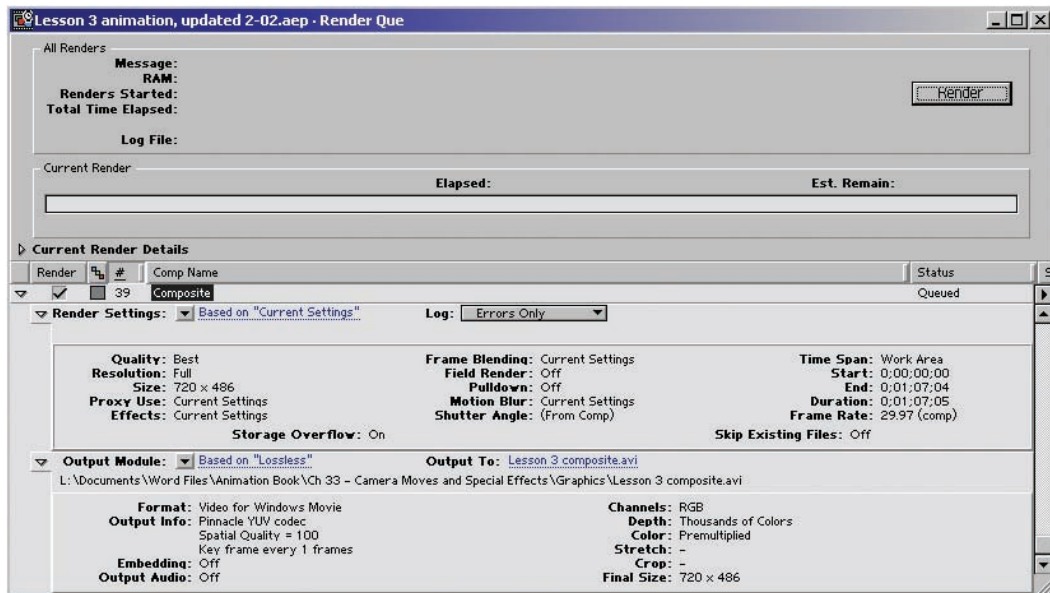 Lesson 3 animation, updated 2-02.aep · Render Que
All Renders
Message:
RAM:
Renders Started:
Total Time Elapsed:
Render
Log File:
Current Render
Elapsed: Est. Remain:
Current Render Details
Render # Comp Name Status S
39 Composite Queued
Render Settings: Based on "Current Settings" Log: Errors Only
Quality: Best Frame Blending: Current Settings Time Span: Work Area
Resolution: Full Field Render: Off Start: 0;00;00;00
Size: 720 x 486 Pulldown: Off End: 0;01;07;04
Proxy Use: Current Settings Motion Blur: Current Settings Duration: 0;01;07;05
Effects: Current Settings Shutter Angle: (From Comp) Frame Rate: 29.97 (comp)
Storage Overflow: On Skip Existing Files: Off
Output Module: Based on "Lossless" Output To: Lesson 3 composite.avi
L:\Documents\Word Files\Animation Book\Ch 33 - Camera Moves and Special Effects\Graphics\Lesson 3 composite.avi
Format: Video for Windows Movie Channels: RGB
Output Info: Pinnacle YUV codec Depth: Thousands of Colors
Spatial Quality = 100 Color: Premultiplied
Key frame every 1 frames Stretch: -
Embedding: Off Crop: -
Output Audio: Off Final Size: 720 x 486